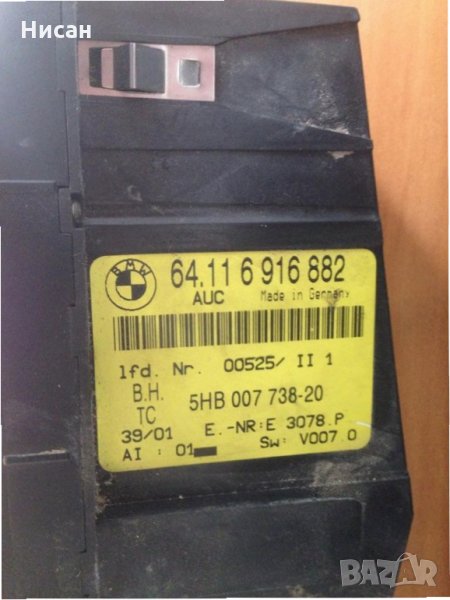 Нисан
BMW
64.11 6 916 882
AUC Made in Germany
lfd. Nr. 00525/ II 1
B.H. 5HB 007 738-20
TC
39/01 E.-NR:E 3078.P
AI : 01 SW: V007.0
BAZAR